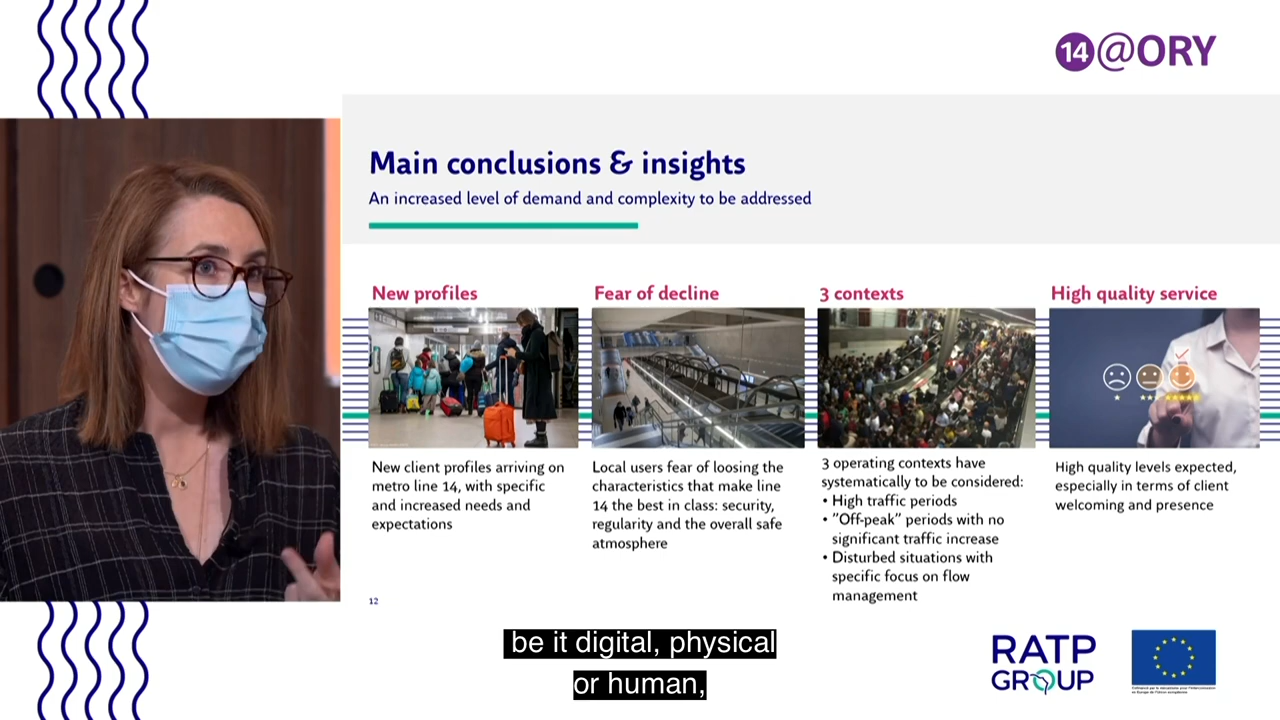 14@ORY
Main conclusions & insights
An increased level of demand and complexity to be addressed
New profiles
New client profiles arriving on
metro line 14, with specific
and increased needs and
expectations
Fear of decline
Local users fear of loosing the
characteristics that make line
14 the best in class: security,
regularity and the overall safe
atmosphere
3 contexts
3 operating contexts have
systematically to be considered:
• High traffic periods
• "Off-peak" periods with no
significant traffic increase
• Disturbed situations with
specific focus on flow
management
High quality service
High quality levels expected,
especially in terms of client
welcoming and presence
12
be it digital, physical
or human,
RATP
GROUP